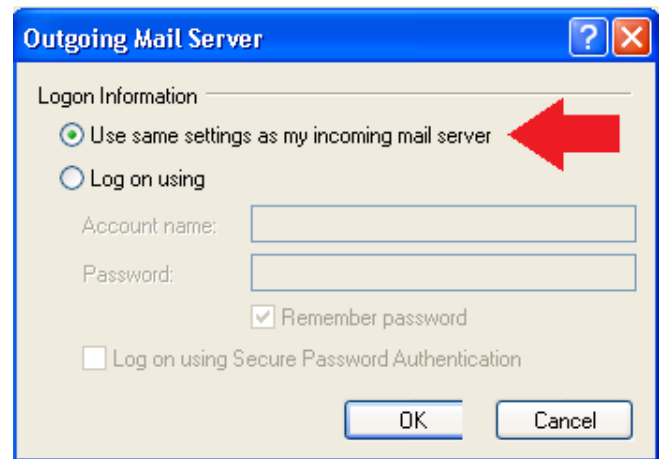 Outgoing Mail Server
Logon Information
Use same settings as my incoming mail server
Log on using
Account name:
Password:
Remember password
Log on using Secure Password Authentication
OK Cancel